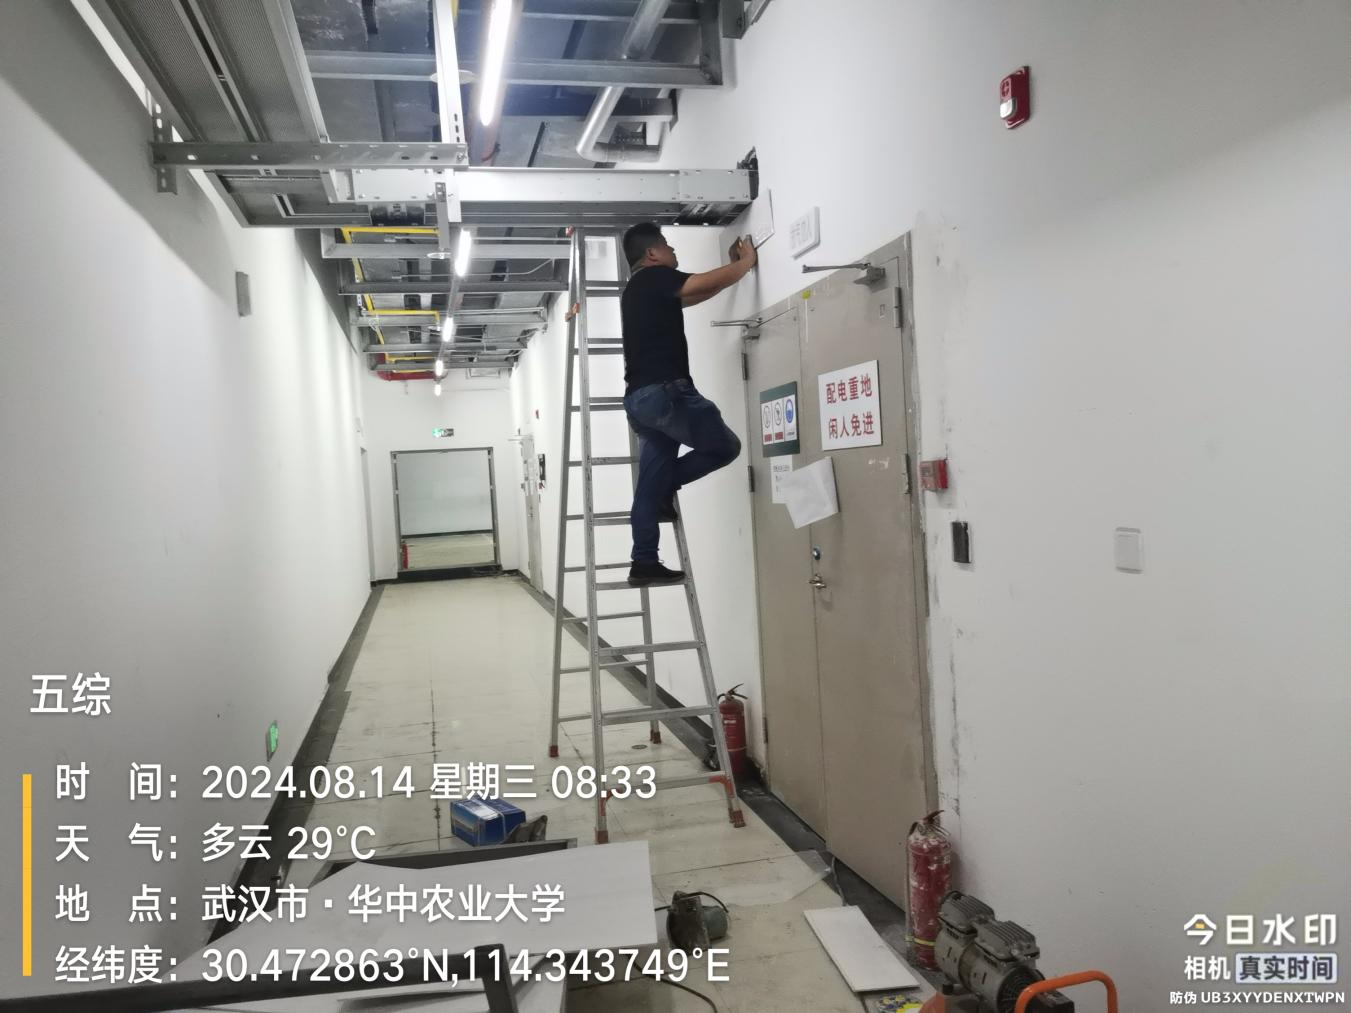 配电重地
闲人免进
五综
时 间：2024.08.14 星期三 08:33
天 气：多云 29°C
地 点：武汉市·华中农业大学
经纬度：30.472863°N,114.343749°E
今日水印
相机 真实时间
防伪 UB3XYYDENXTWPN